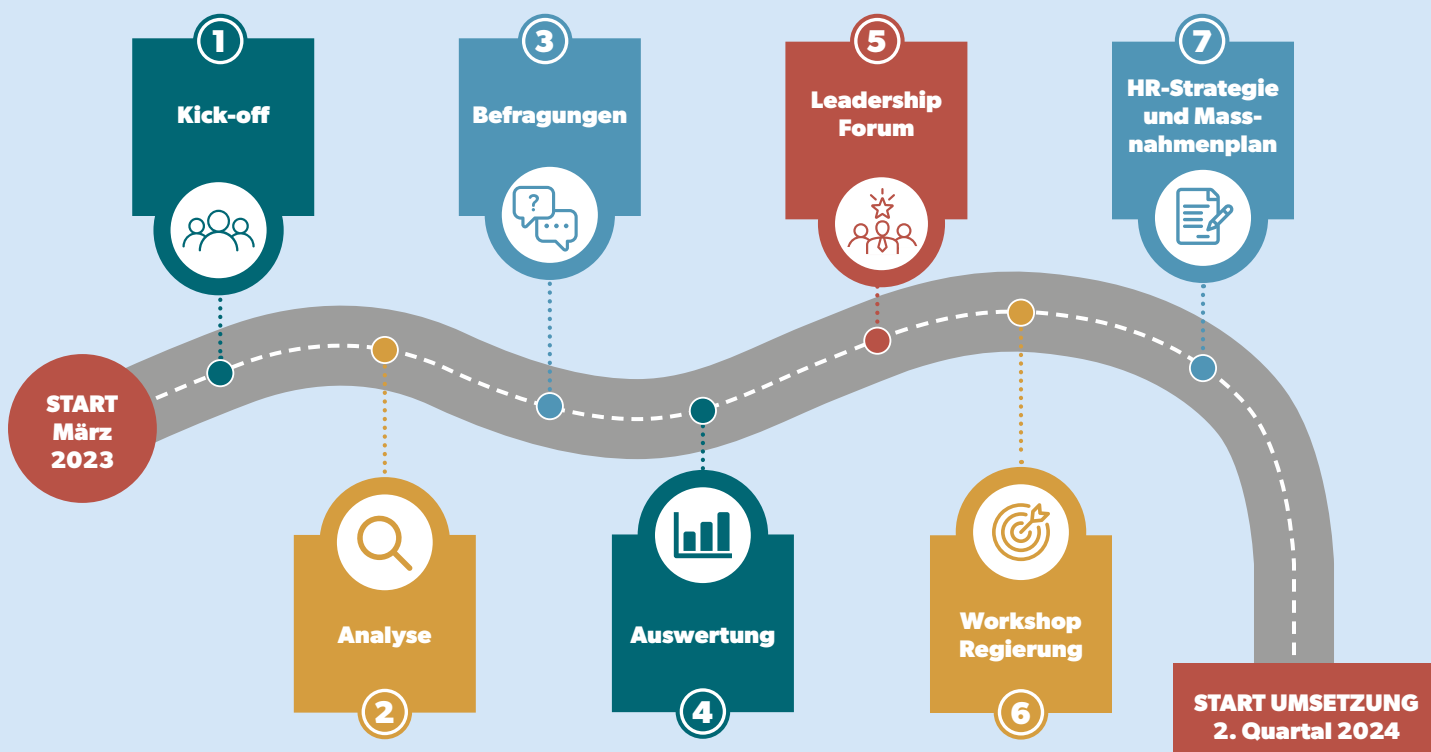 1
Kick-off
3
Befragungen
5
Leadership
Forum
7
HR-Strategie
und Mass-
nahmenplan
?
START
März
2023
Analyse
2
Auswertung
4
Workshop
Regierung
6
START UMSETZUNG
2. Quartal 2024